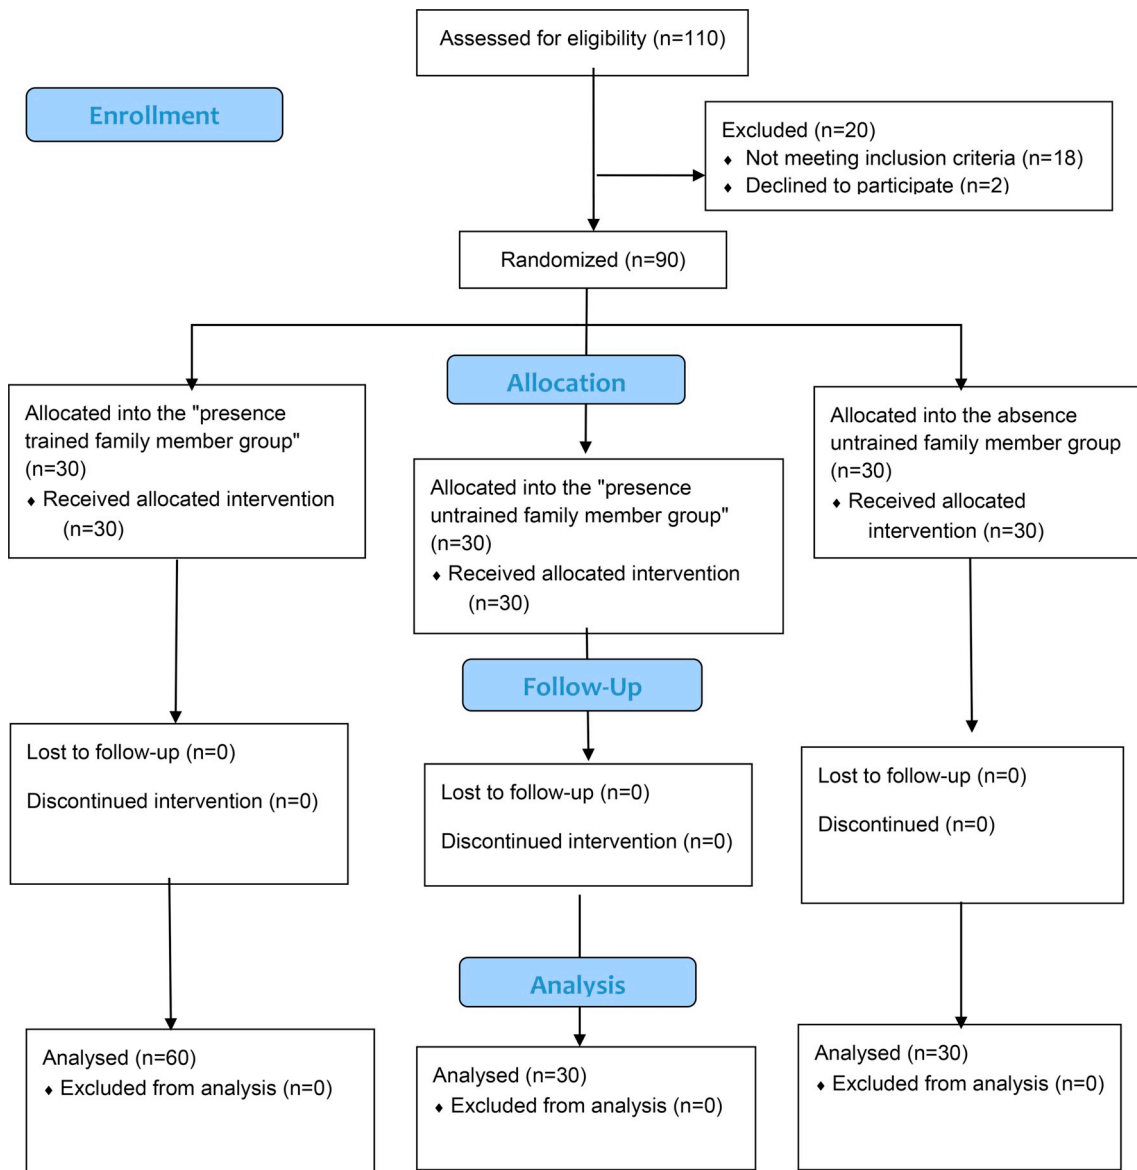 Assessed for eligibility (n=110)
Enrollment
Excluded (n=20)
♦ Not meeting inclusion criteria (n=18)
♦ Declined to participate (n=2)
Randomized (n=90)
Allocation
Allocated into the "presence
trained family member group"
(n=30)
♦ Received allocated intervention
(n=30)
Allocated into the "presence
untrained family member group"
(n=30)
♦ Received allocated intervention
(n=30)
Allocated into the absence
untrained family member group
(n=30)
♦ Received allocated
intervention (n=30)
Follow-Up
Lost to follow-up (n=0)
Discontinued intervention (n=0)
Lost to follow-up (n=0)
Discontinued intervention (n=0)
Lost to follow-up (n=0)
Discontinued (n=0)
Analysis
Analysed (n=60)
♦ Excluded from analysis (n=0)
Analysed (n=30)
♦ Excluded from analysis (n=0)
Analysed (n=30)
♦ Excluded from analysis (n=0)